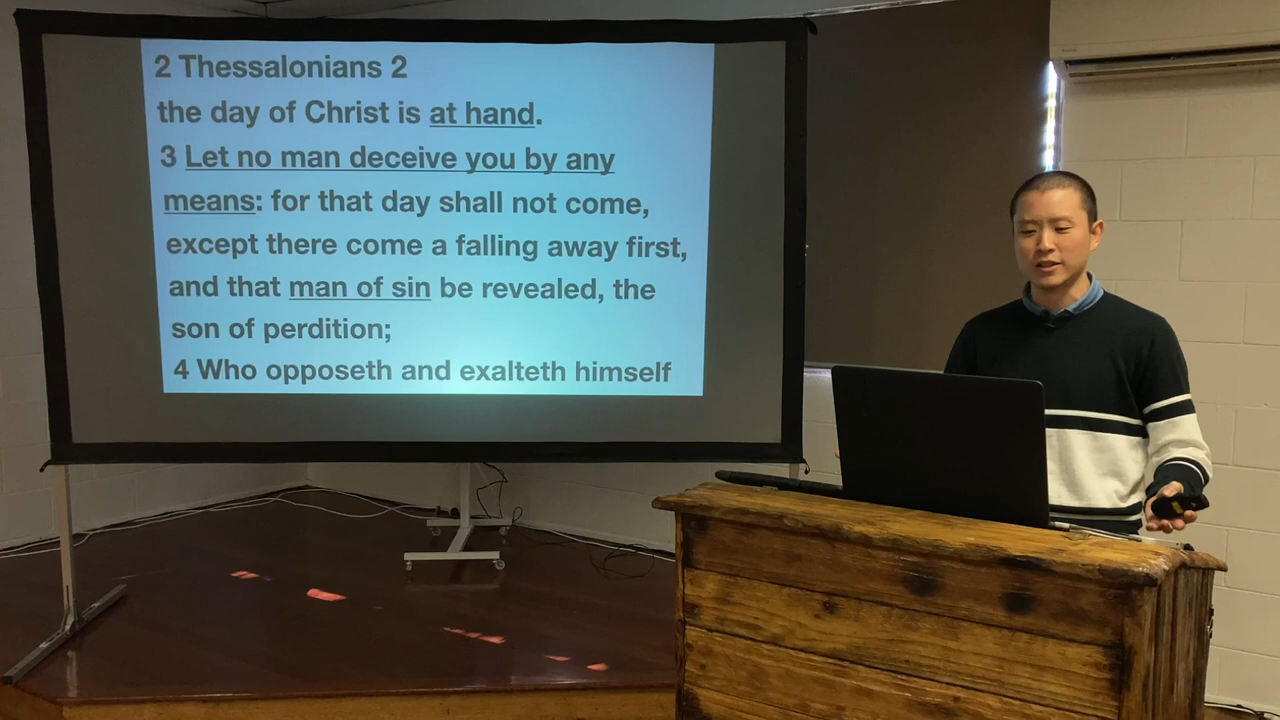 2 Thessalonians 2
the day of Christ is at hand.
3 Let no man deceive you by any
means: for that day shall not come,
except there come a falling away first,
and that man of sin be revealed, the
son of perdition;
4 Who opposeth and exalteth himself